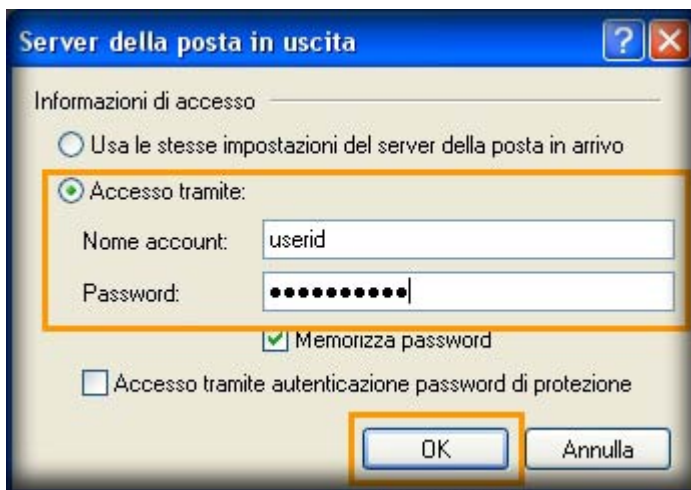 Server della posta in uscita
Informazioni di accesso
Usa le stesse impostazioni del server della posta in arrivo
Accesso tramite:
Nome account: userid
Password: ●●●●●●●●●●
Memorizza password
Accesso tramite autenticazione password di protezione
OK Annulla